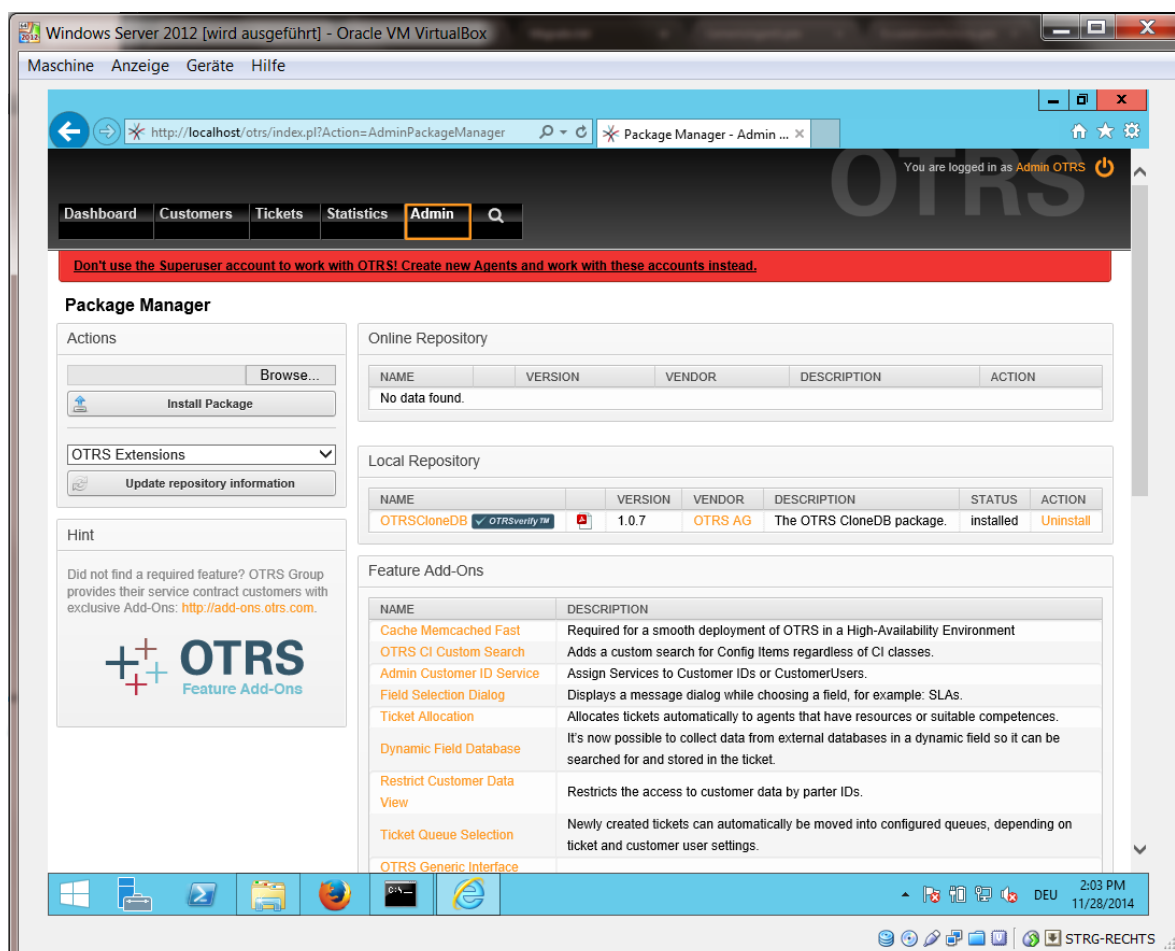 Windows Server 2012 [wird ausgeführt] - Oracle VM VirtualBox
Maschine Anzeige Geräte Hilfe
http://localhost/otrs/index.pl?Action=AdminPackageManager
Package Manager - Admin ...
OTRS
You are logged in as Admin OTRS
Dashboard Customers Tickets Statistics Admin
Don't use the Superuser account to work with OTRS! Create new Agents and work with these accounts instead.
Package Manager
Actions
Browse...
Install Package
OTRS Extensions
Update repository information
Hint
Did not find a required feature? OTRS Group
provides their service contract customers with
exclusive Add-Ons: http://add-ons.otrs.com.
OTRS
Feature Add-Ons
Online Repository
NAME VERSION VENDOR DESCRIPTION ACTION
No data found.
Local Repository
NAME VERSION VENDOR DESCRIPTION STATUS ACTION
OTRSCloneDB OTRSverify™ 1.0.7 OTRS AG The OTRS CloneDB package. installed Uninstall
Feature Add-Ons
NAME DESCRIPTION
Cache Memcached Fast Required for a smooth deployment of OTRS in a High-Availability Environment
OTRS CI Custom Search Adds a custom search for Config Items regardless of CI classes.
Admin Customer ID Service Assign Services to Customer IDs or CustomerUsers.
Field Selection Dialog Displays a message dialog while choosing a field, for example: SLAs.
Ticket Allocation Allocates tickets automatically to agents that have resources or suitable competences.
Dynamic Field Database It's now possible to collect data from external databases in a dynamic field so it can be
searched for and stored in the ticket.
Restrict Customer Data
View
Restricts the access to customer data by parter IDs.
Ticket Queue Selection Newly created tickets can automatically be moved into configured queues, depending on
ticket and customer user settings.
OTRS Generic Interface
DEU 2:03 PM
11/28/2014
STRG-RECHTS